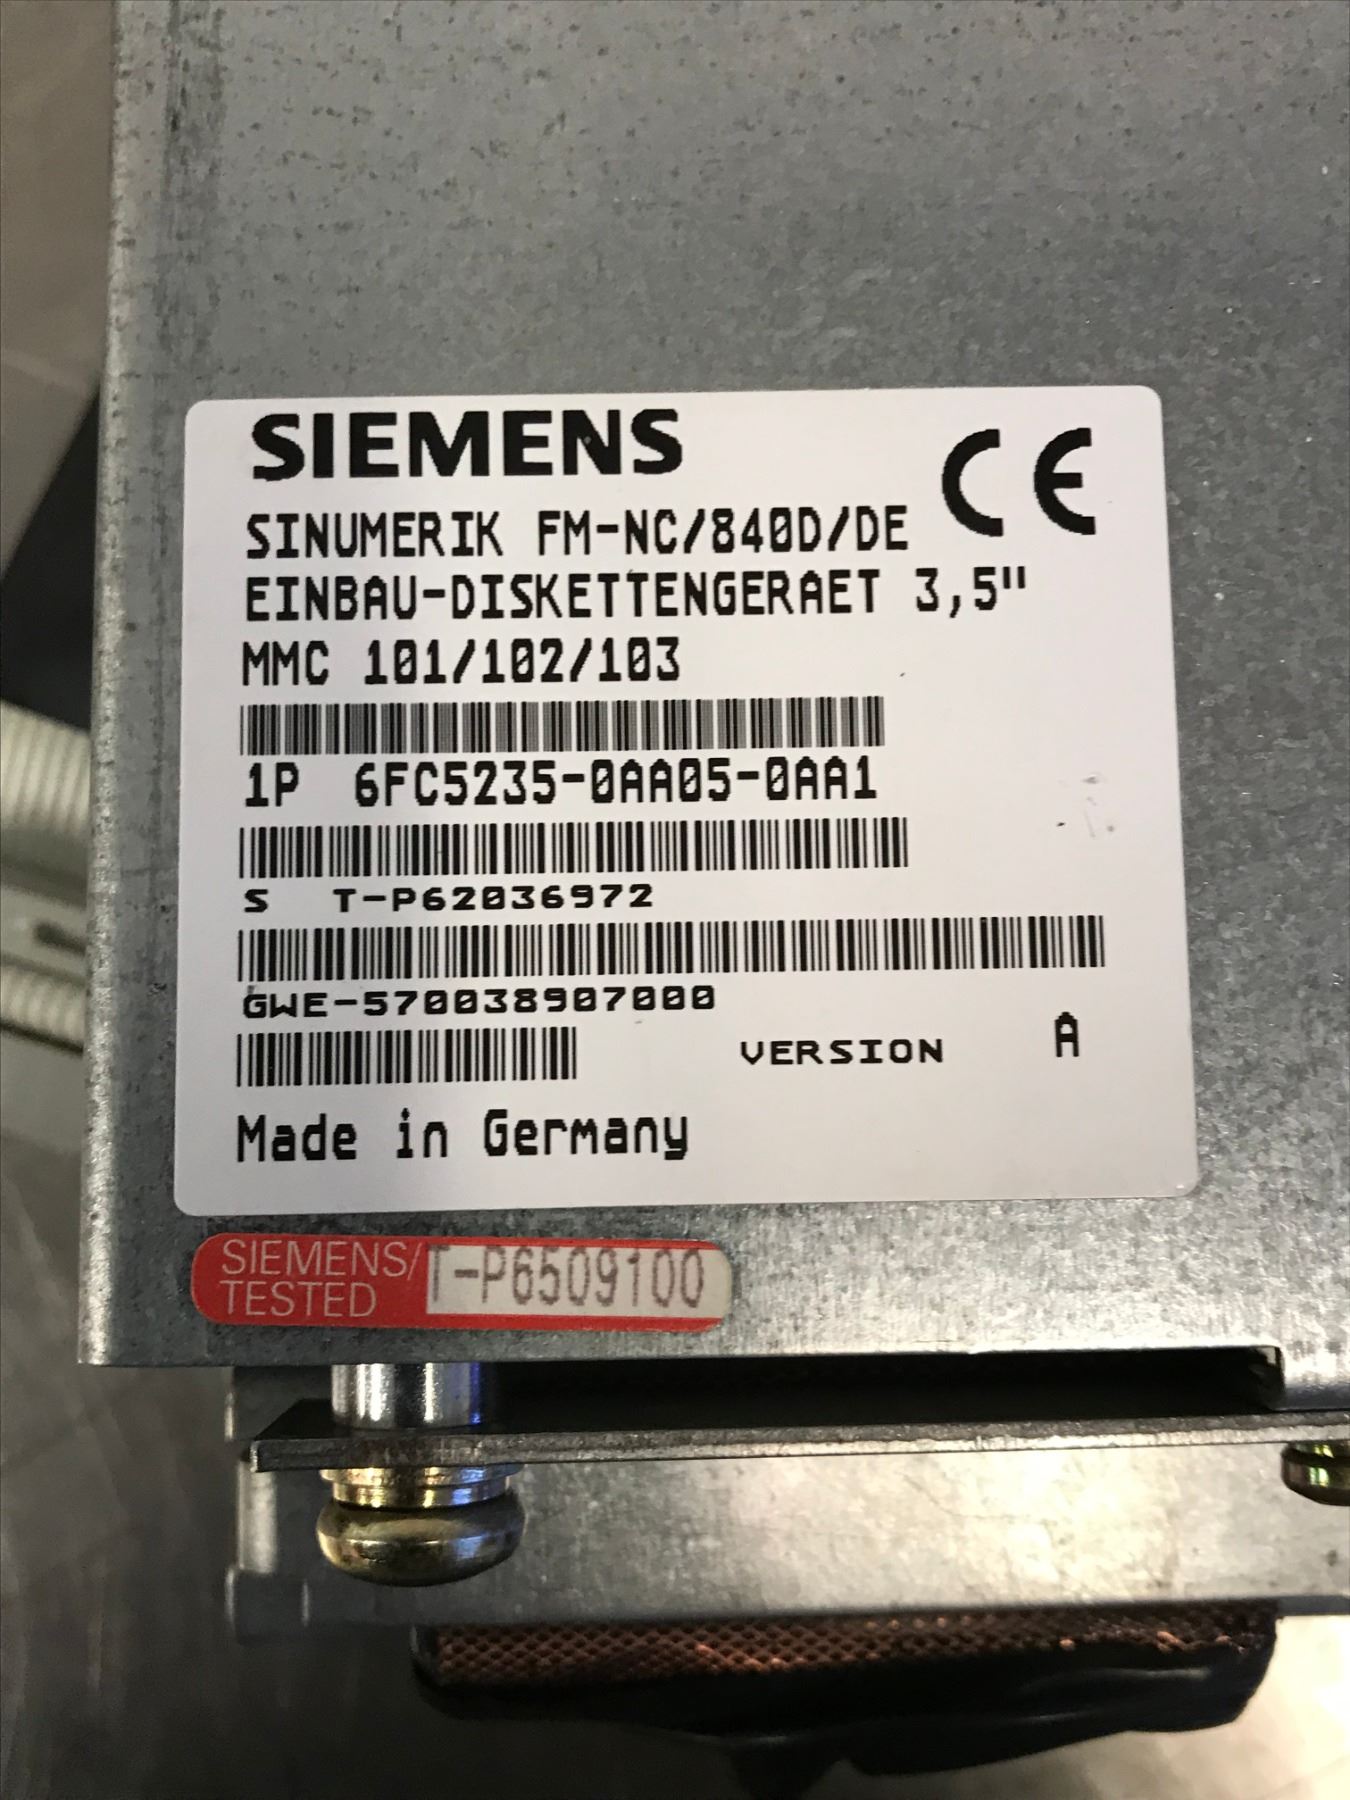 SIEMENS
CE
SINUMERIK FM-NC/840D/DE
EINBAU-DISKETTENGERAET 3,5"
MMC 101/102/103
1P 6FC5235-0AA05-0AA1
S T-P62036972
GWE-570038907000
VERSION A
Made in Germany
SIEMENS/
TESTED
T-P6509100